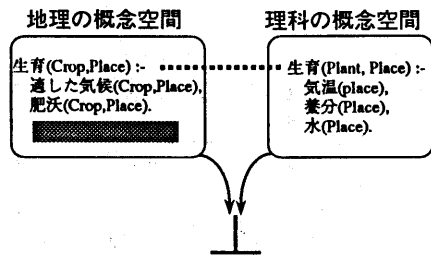 地理の概念空間
生育(Crop,Place) :-
適した気候(Crop,Place),
肥沃(Crop,Place).
理科の概念空間
生育(Plant, Place) :-
気温(place),
養分(Place),
水(Place).